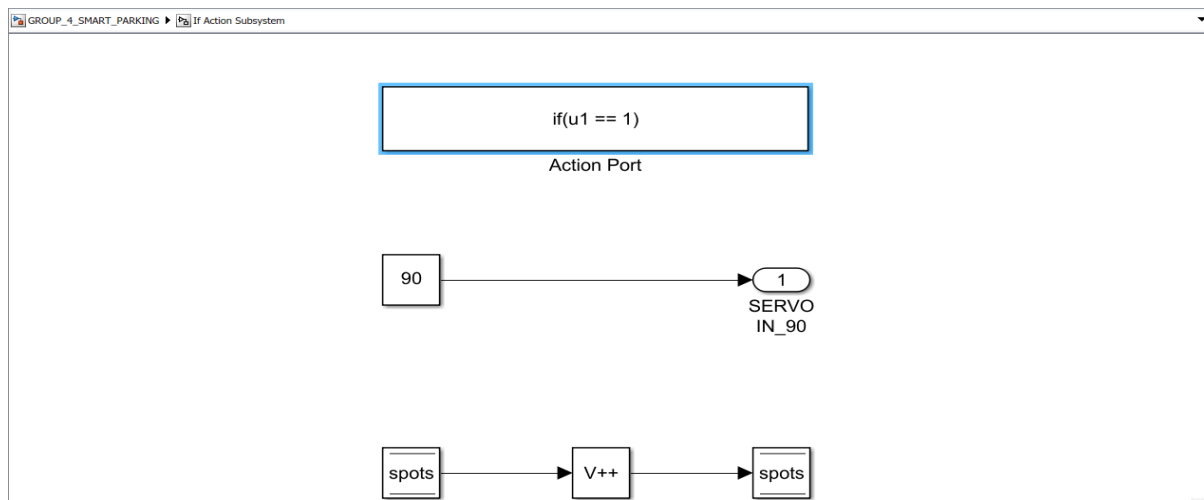 GROUP_4_SMART_PARKING If Action Subsystem
if(u1 == 1)
Action Port
90
1
SERVO
IN_90
spots V++ spots